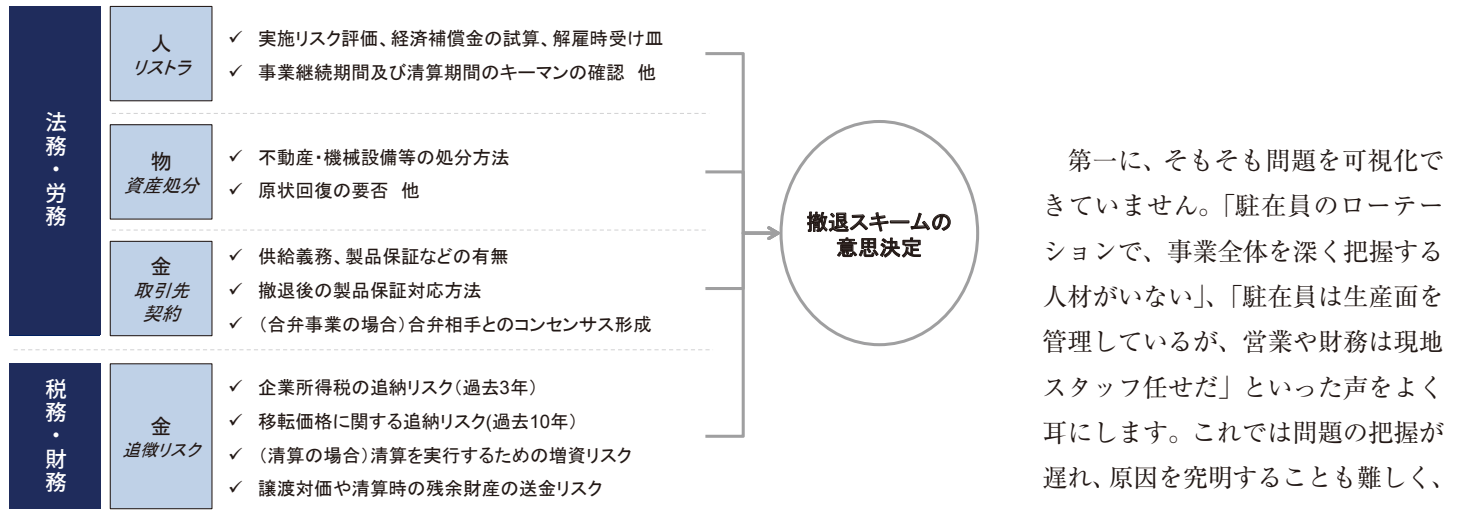 法務・労務
人
リストラ
✓ 実施リスク評価、経済補償金の試算、解雇時受け皿
✓ 事業継続期間及び清算期間のキーマンの確認 他
物
資産処分
✓ 不動産・機械設備等の処分方法
✓ 原状回復の要否 他
金
取引先
契約
✓ 供給義務、製品保証などの有無
✓ 撤退後の製品保証対応方法
✓ （合弁事業の場合）合弁相手とのコンセンサス形成
税務・財務
金
追徴リスク
✓ 企業所得税の追納リスク（過去3年）
✓ 移転価格に関する追納リスク(過去10年）
✓ （清算の場合）清算を実行するための増資リスク
✓ 譲渡対価や清算時の残余財産の送金リスク
撤退スキームの
意思決定
第一に、そもそも問題を可視化で
きていません。「駐在員のローテー
ションで、事業全体を深く把握する
人材がいない」、「駐在員は生産面を
管理しているが、営業や財務は現地
スタッフ任せだ」といった声をよく
耳にします。これでは問題の把握が
遅れ、原因を究明することも難しく、